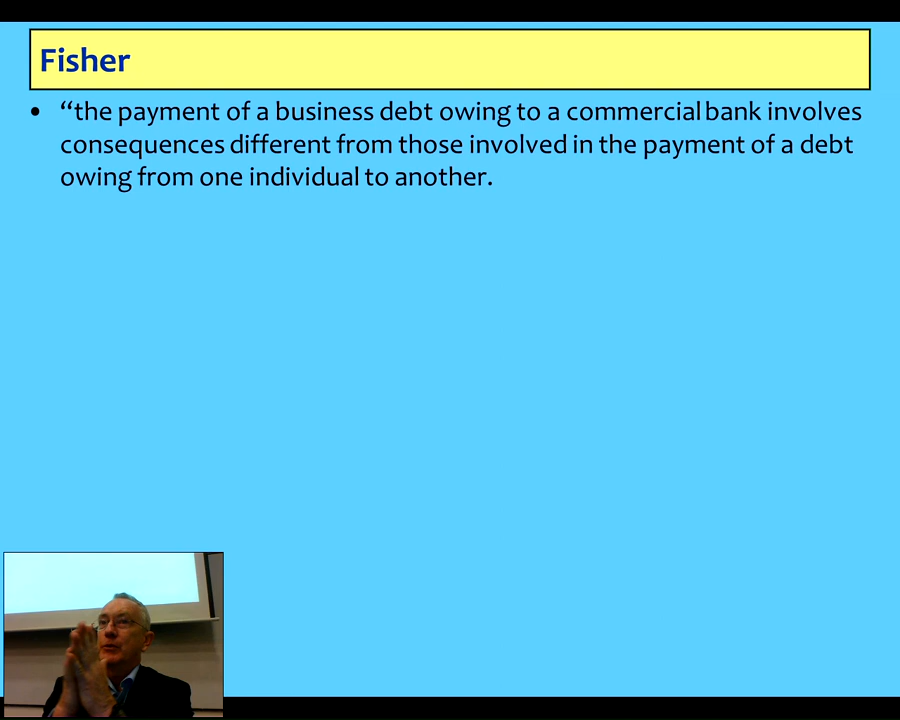 Fisher
• “the payment of a business debt owing to a commercial bank involves
consequences different from those involved in the payment of a debt
owing from one individual to another.